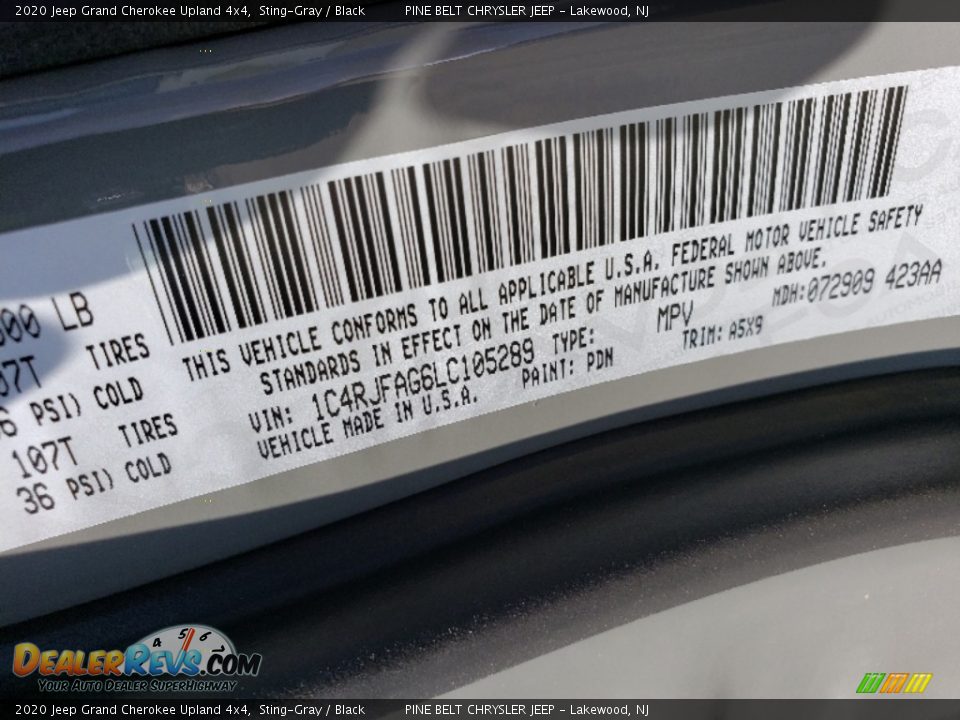 2020 Jeep Grand Cherokee Upland 4x4, Sting-Gray / Black PINE BELT CHRYSLER JEEP - Lakewood, NJ
LB
TIRES
PSI) COLD
107T TIRES
36 PSI) COLD
THIS VEHICLE CONFORMS TO ALL APPLICABLE U.S.A. FEDERAL MOTOR VEHICLE SAFETY
STANDARDS IN EFFECT ON THE DATE OF MANUFACTURE SHOWN ABOVE.
VIN: 1C4RJFAG6LC105289 TYPE: MPV MDH:072909 423AA
VEHICLE MADE IN U.S.A. PAINT: PDN TRIM: A5X9
4 5 6
DEALERREVS.COM
YOUR AUTO DEALER SUPERHIGHWAY
2020 Jeep Grand Cherokee Upland 4x4, Sting-Gray / Black PINE BELT CHRYSLER JEEP - Lakewood, NJ